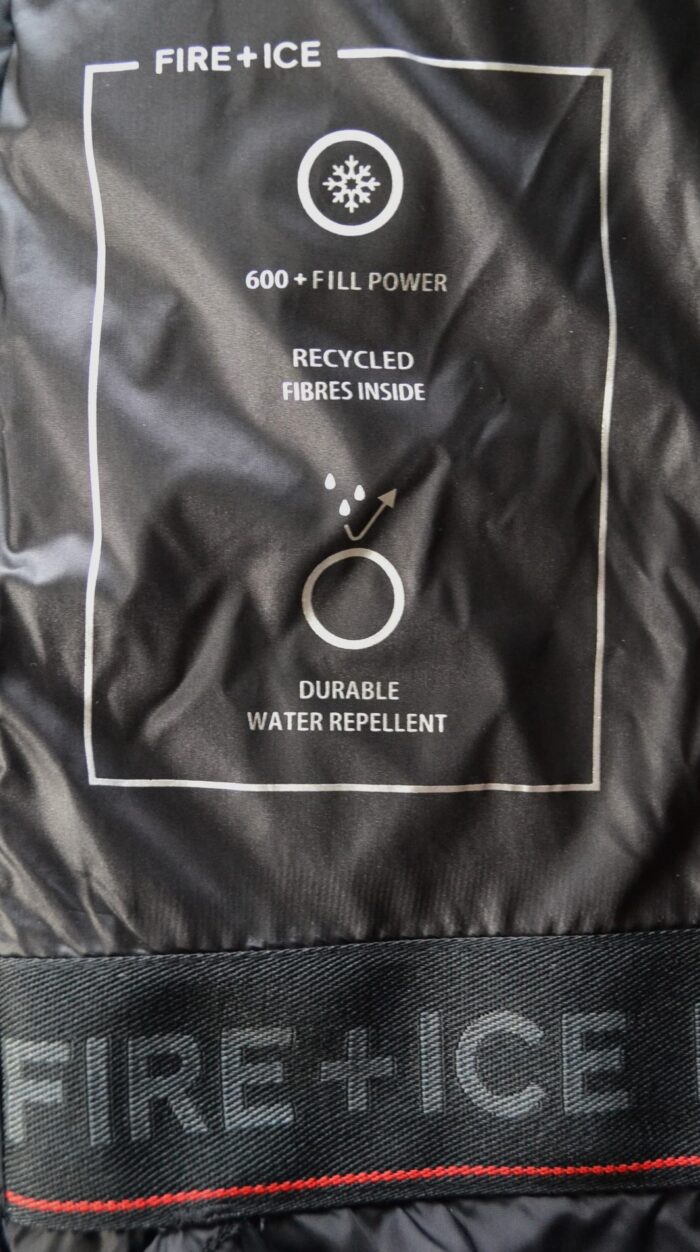 FIRE+ICE
600+FILL POWER
RECYCLED
FIBRES INSIDE
DURABLE
WATER REPELLENT
FIRE+ICE